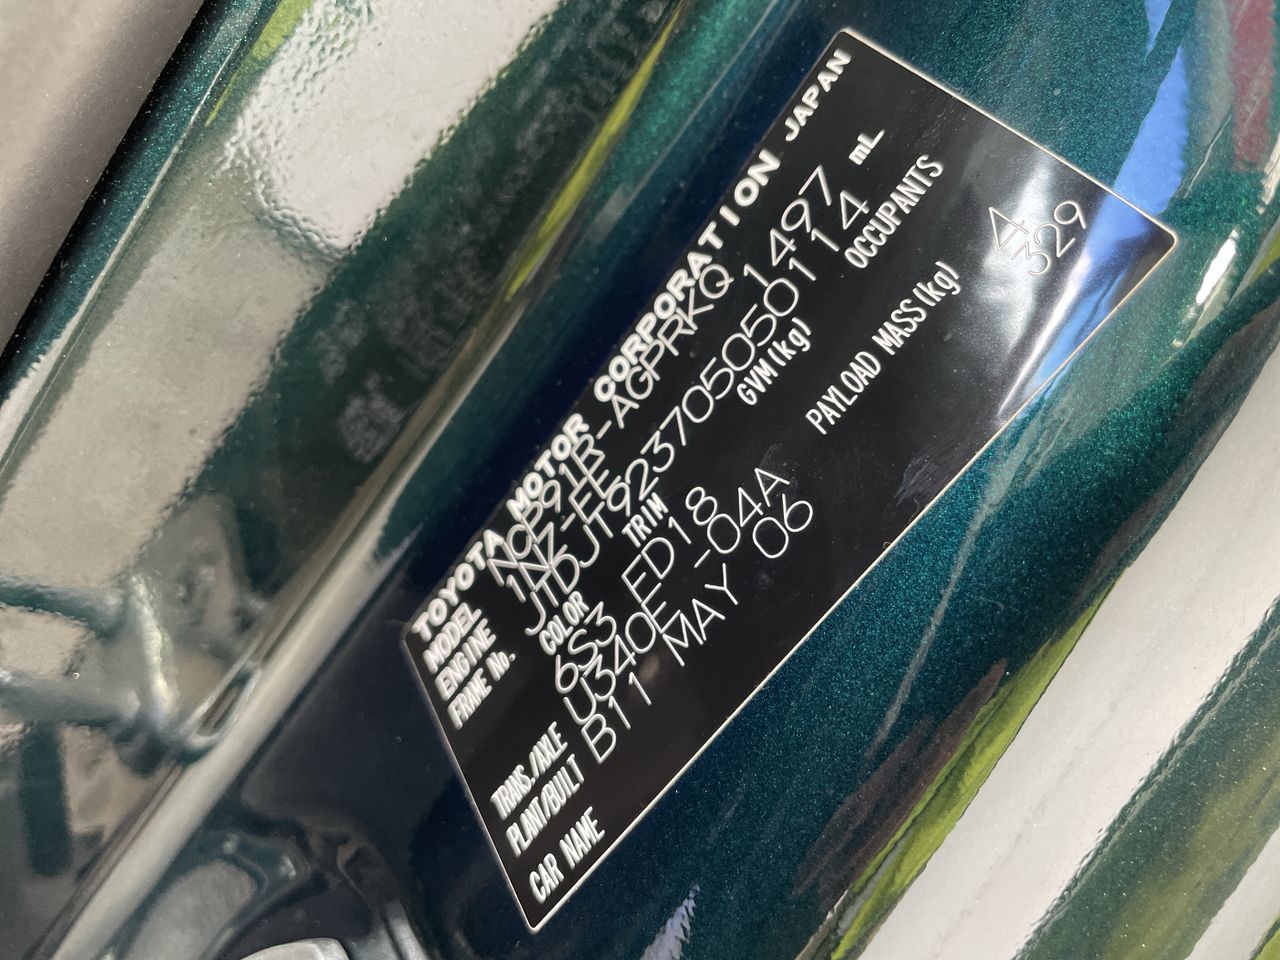 TOYOTA MOTOR CORPORATION JAPAN
MODEL NCP91R-AGPRKQ
ENGINE 1NZ-FE 1497 mL
FRAME No. JTDJT923705050114
COLOR TRIM GVM(kg) OCCUPANTS
6S3 ED18 4
TRANS./AXLE U340E -04A PAYLOAD MASS(kg) 329
PLANT/BUILT B11 MAY 06
CAR NAME